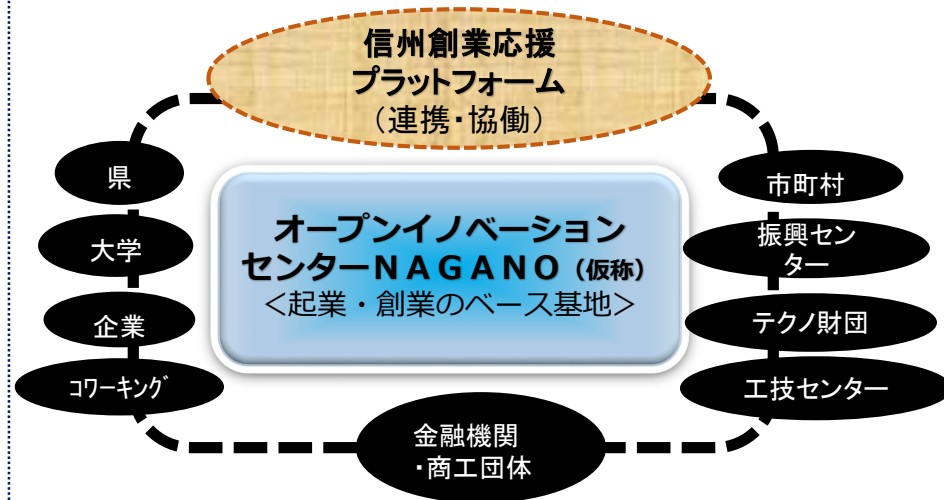 信州創業応援
プラットフォーム
（連携・協働）
県
大学
企業
ｺﾜｰｷﾝｸﾞ
オープンイノベーション
センターＮＡＧＡＮＯ（仮称）
＜起業・創業のベース基地＞
市町村
振興セン
ター
テクノ財団
工技センター
金融機関
・商工団体